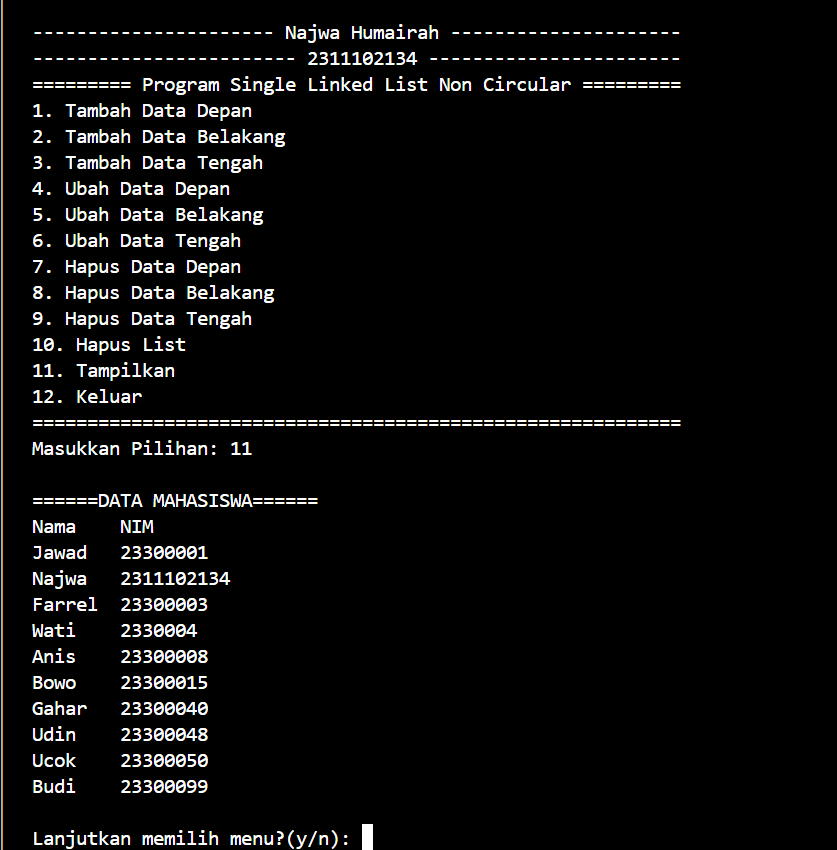 ---------------------- Najwa Humairah ---------------------
------------------------ 2311102134 -----------------------
========= Program Single Linked List Non Circular =========
1. Tambah Data Depan
2. Tambah Data Belakang
3. Tambah Data Tengah
4. Ubah Data Depan
5. Ubah Data Belakang
6. Ubah Data Tengah
7. Hapus Data Depan
8. Hapus Data Belakang
9. Hapus Data Tengah
10. Hapus List
11. Tampilkan
12. Keluar
===========================================================
Masukkan Pilihan: 11
======DATA MAHASISWA======
Nama    NIM
Jawad   23300001
Najwa   2311102134
Farrel  23300003
Wati    2330004
Anis    23300008
Bowo    23300015
Gahar   23300040
Udin    23300048
Ucok    23300050
Budi    23300099
Lanjutkan memilih menu?(y/n):